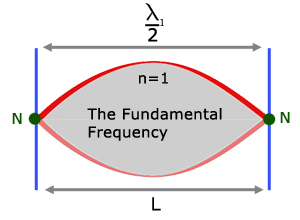 λ₁
2
n=1
N
The Fundamental
Frequency
N
L